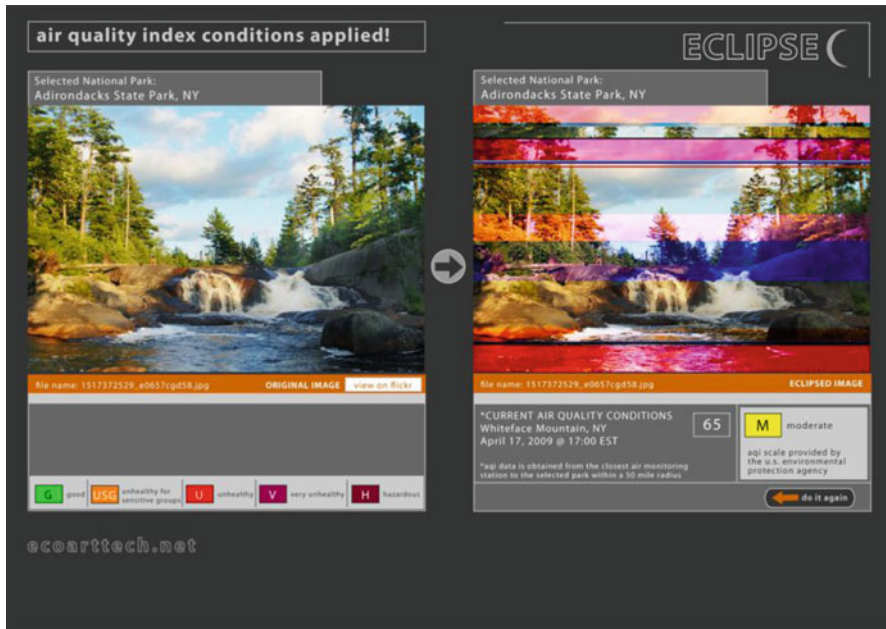 air quality index conditions applied!
ECLIPSE
Selected National Park:
Adirondacks State Park, NY
Selected National Park:
Adirondacks State Park, NY
file name: 1517372529_e0657cgd58.jpg
ORIGINAL IMAGE
view on flickr
file name: 1517372529_e0657cgd58.jpg
ECLIPSED IMAGE
*CURRENT AIR QUALITY CONDITIONS
Whiteface Mountain, NY
April 17, 2009 @ 17:00 EST
65
*aqi data is obtained from the closest air monitoring
station to the selected park within a 50 mile radius
M moderate
aqi scale provided by
the u.s. environmental
protection agency
G good
USG unhealthy for
sensitive groups
U unhealthy
V very unhealthy
H hazardous
do it again
ecoarttech.net